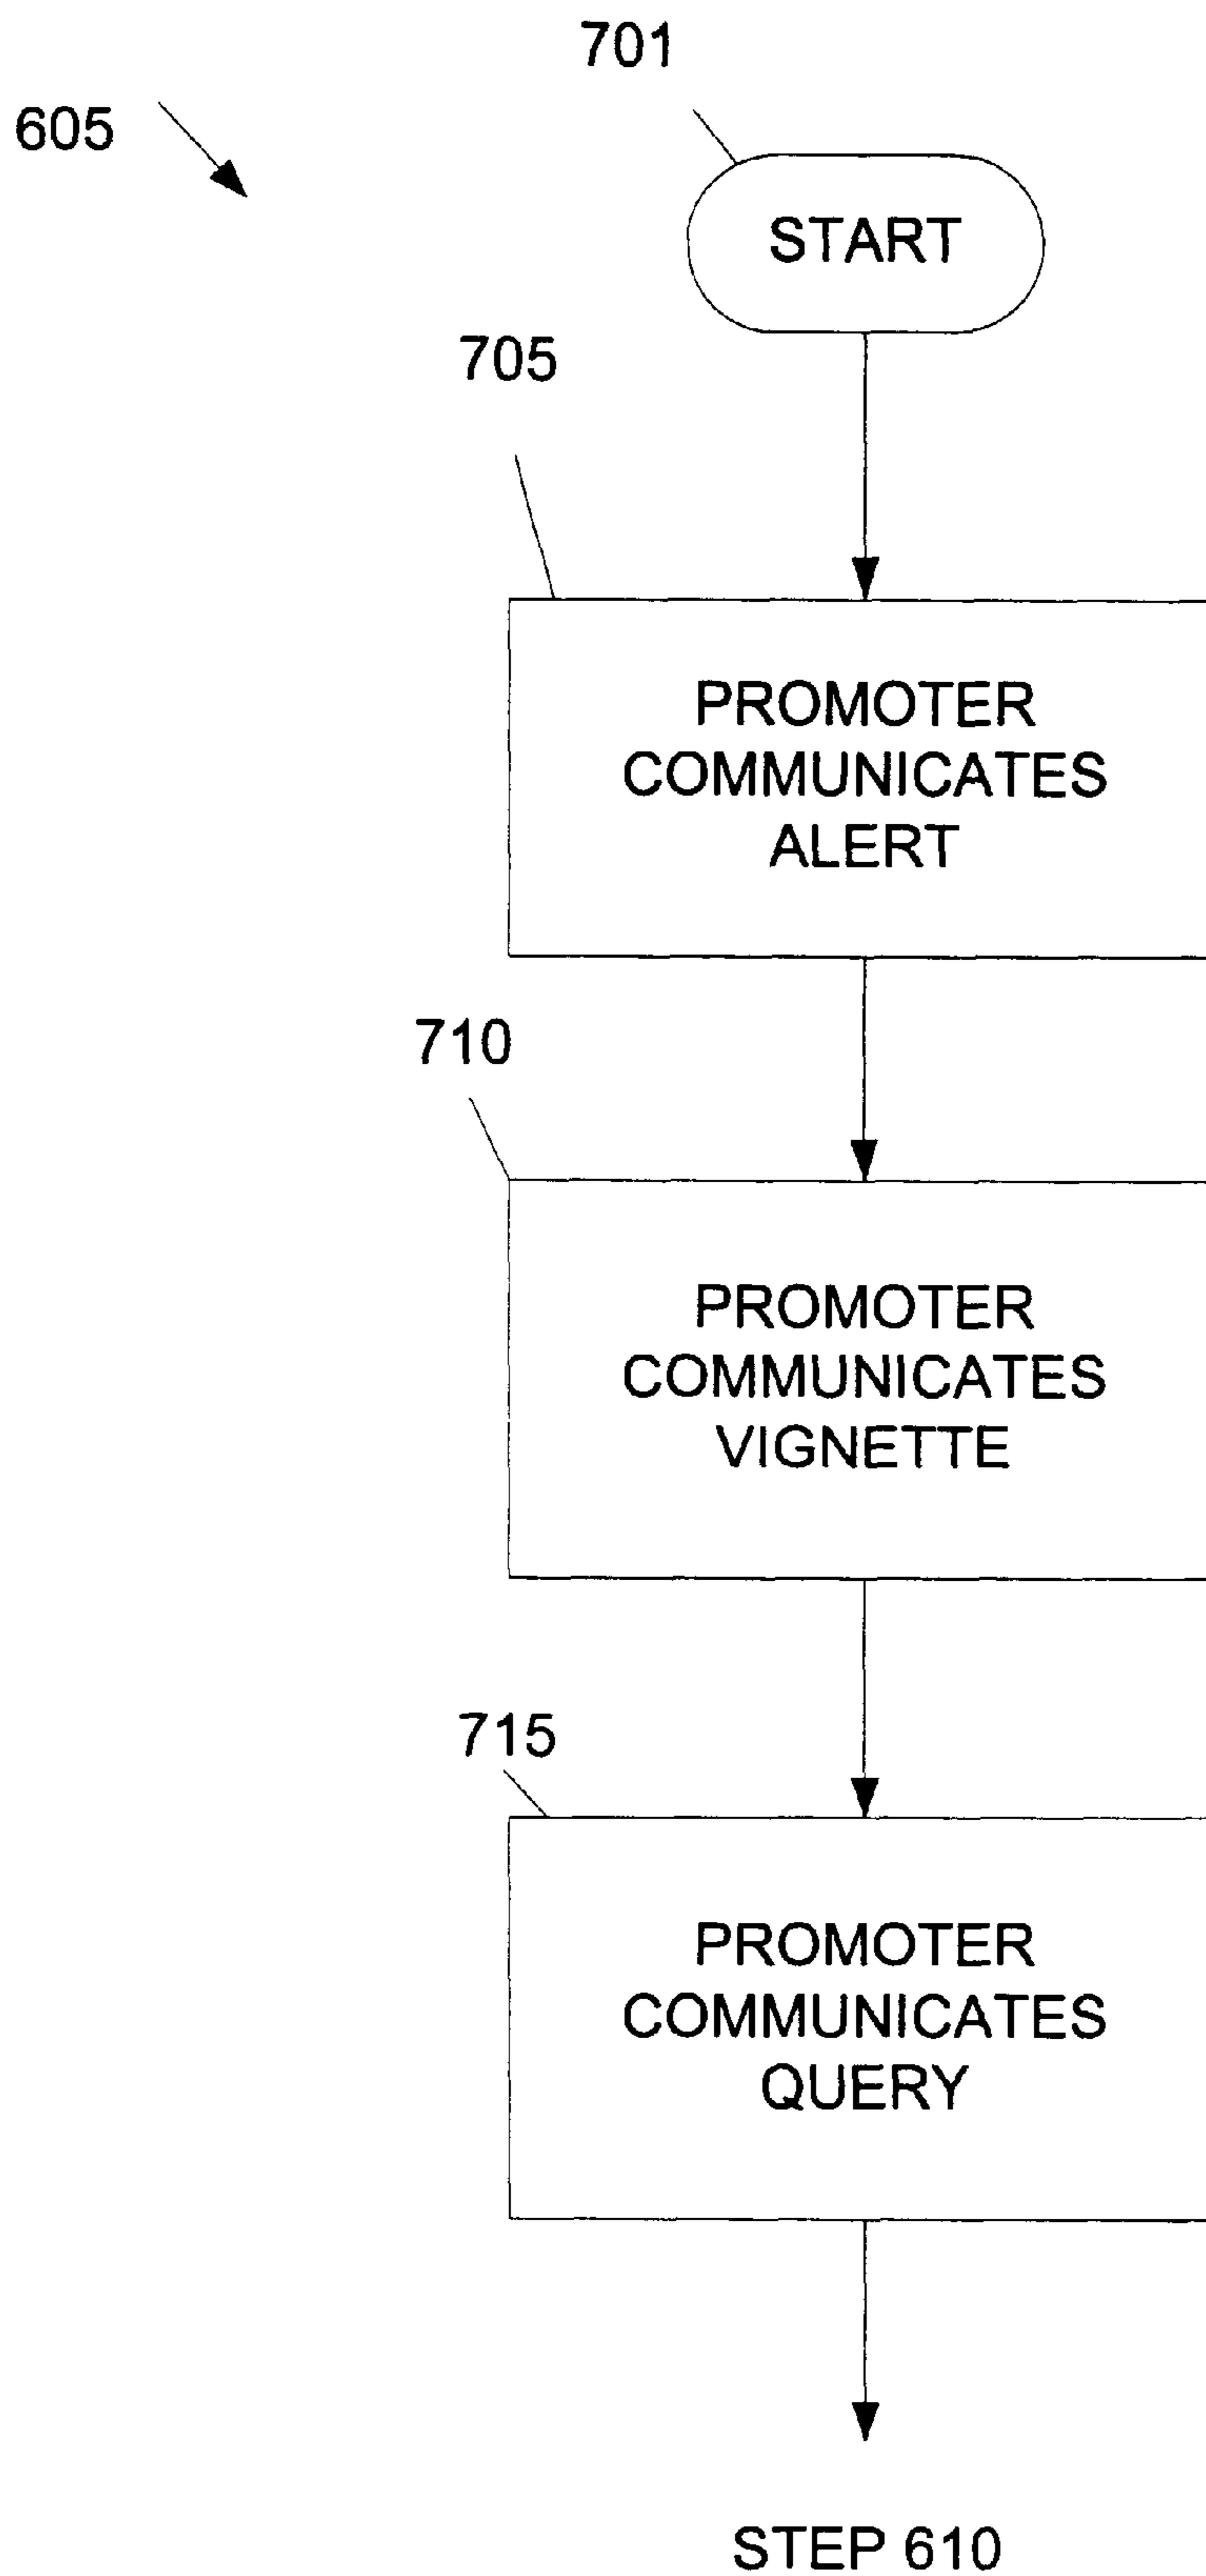 701
605
START
705
PROMOTER
COMMUNICATES
ALERT
710
PROMOTER
COMMUNICATES
VIGNETTE
715
PROMOTER
COMMUNICATES
QUERY
STEP 610